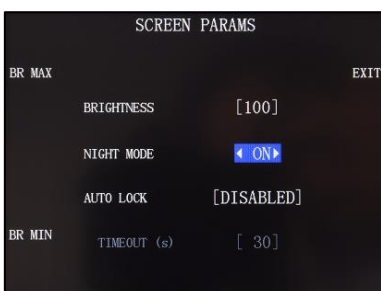 SCREEN PARAMS
BR MAX
EXIT
BRIGHTNESS [100]
NIGHT MODE ◂ ON▸
AUTO LOCK [DISABLED]
BR MIN
TIMEOUT (s) [ 30]